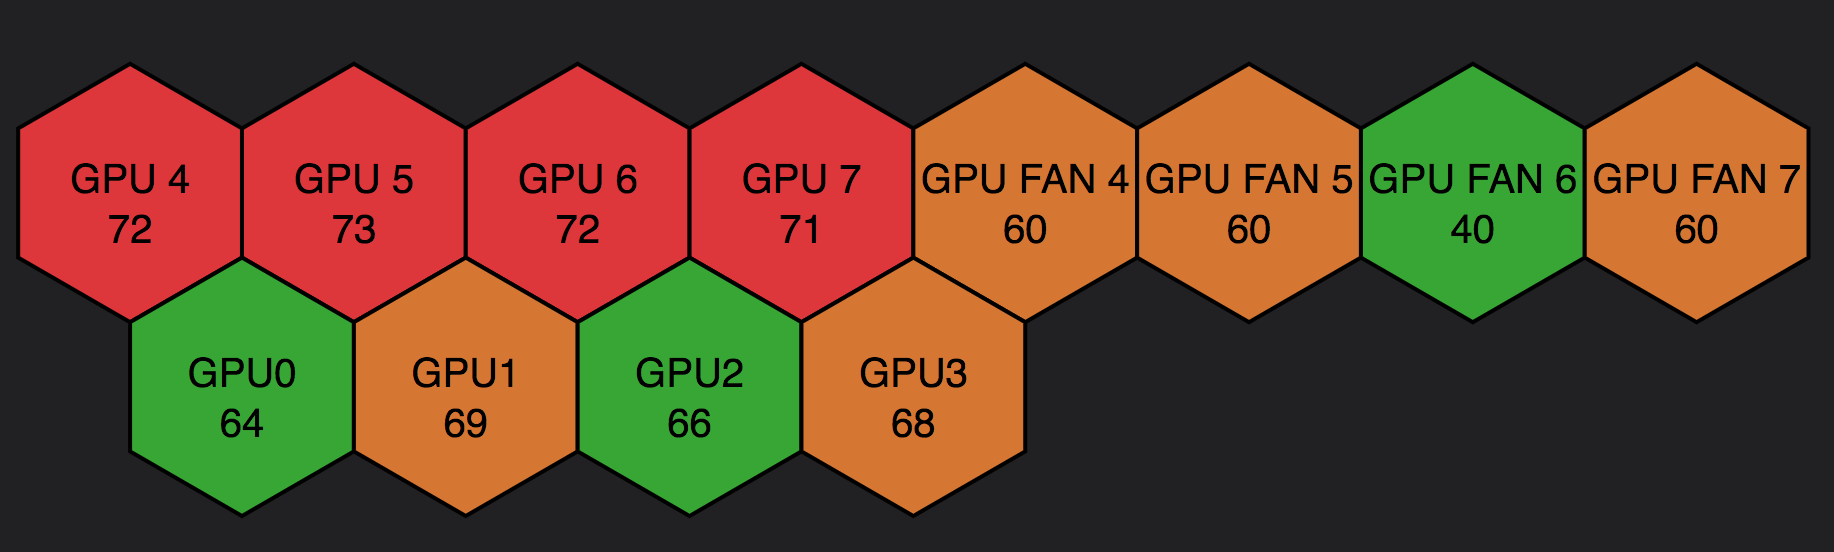 GPU 4
72
GPU 5
73
GPU 6
72
GPU 7
71
GPU FAN 4
60
GPU FAN 5
60
GPU FAN 6
40
GPU FAN 7
60
GPU0
64
GPU1
69
GPU2
66
GPU3
68